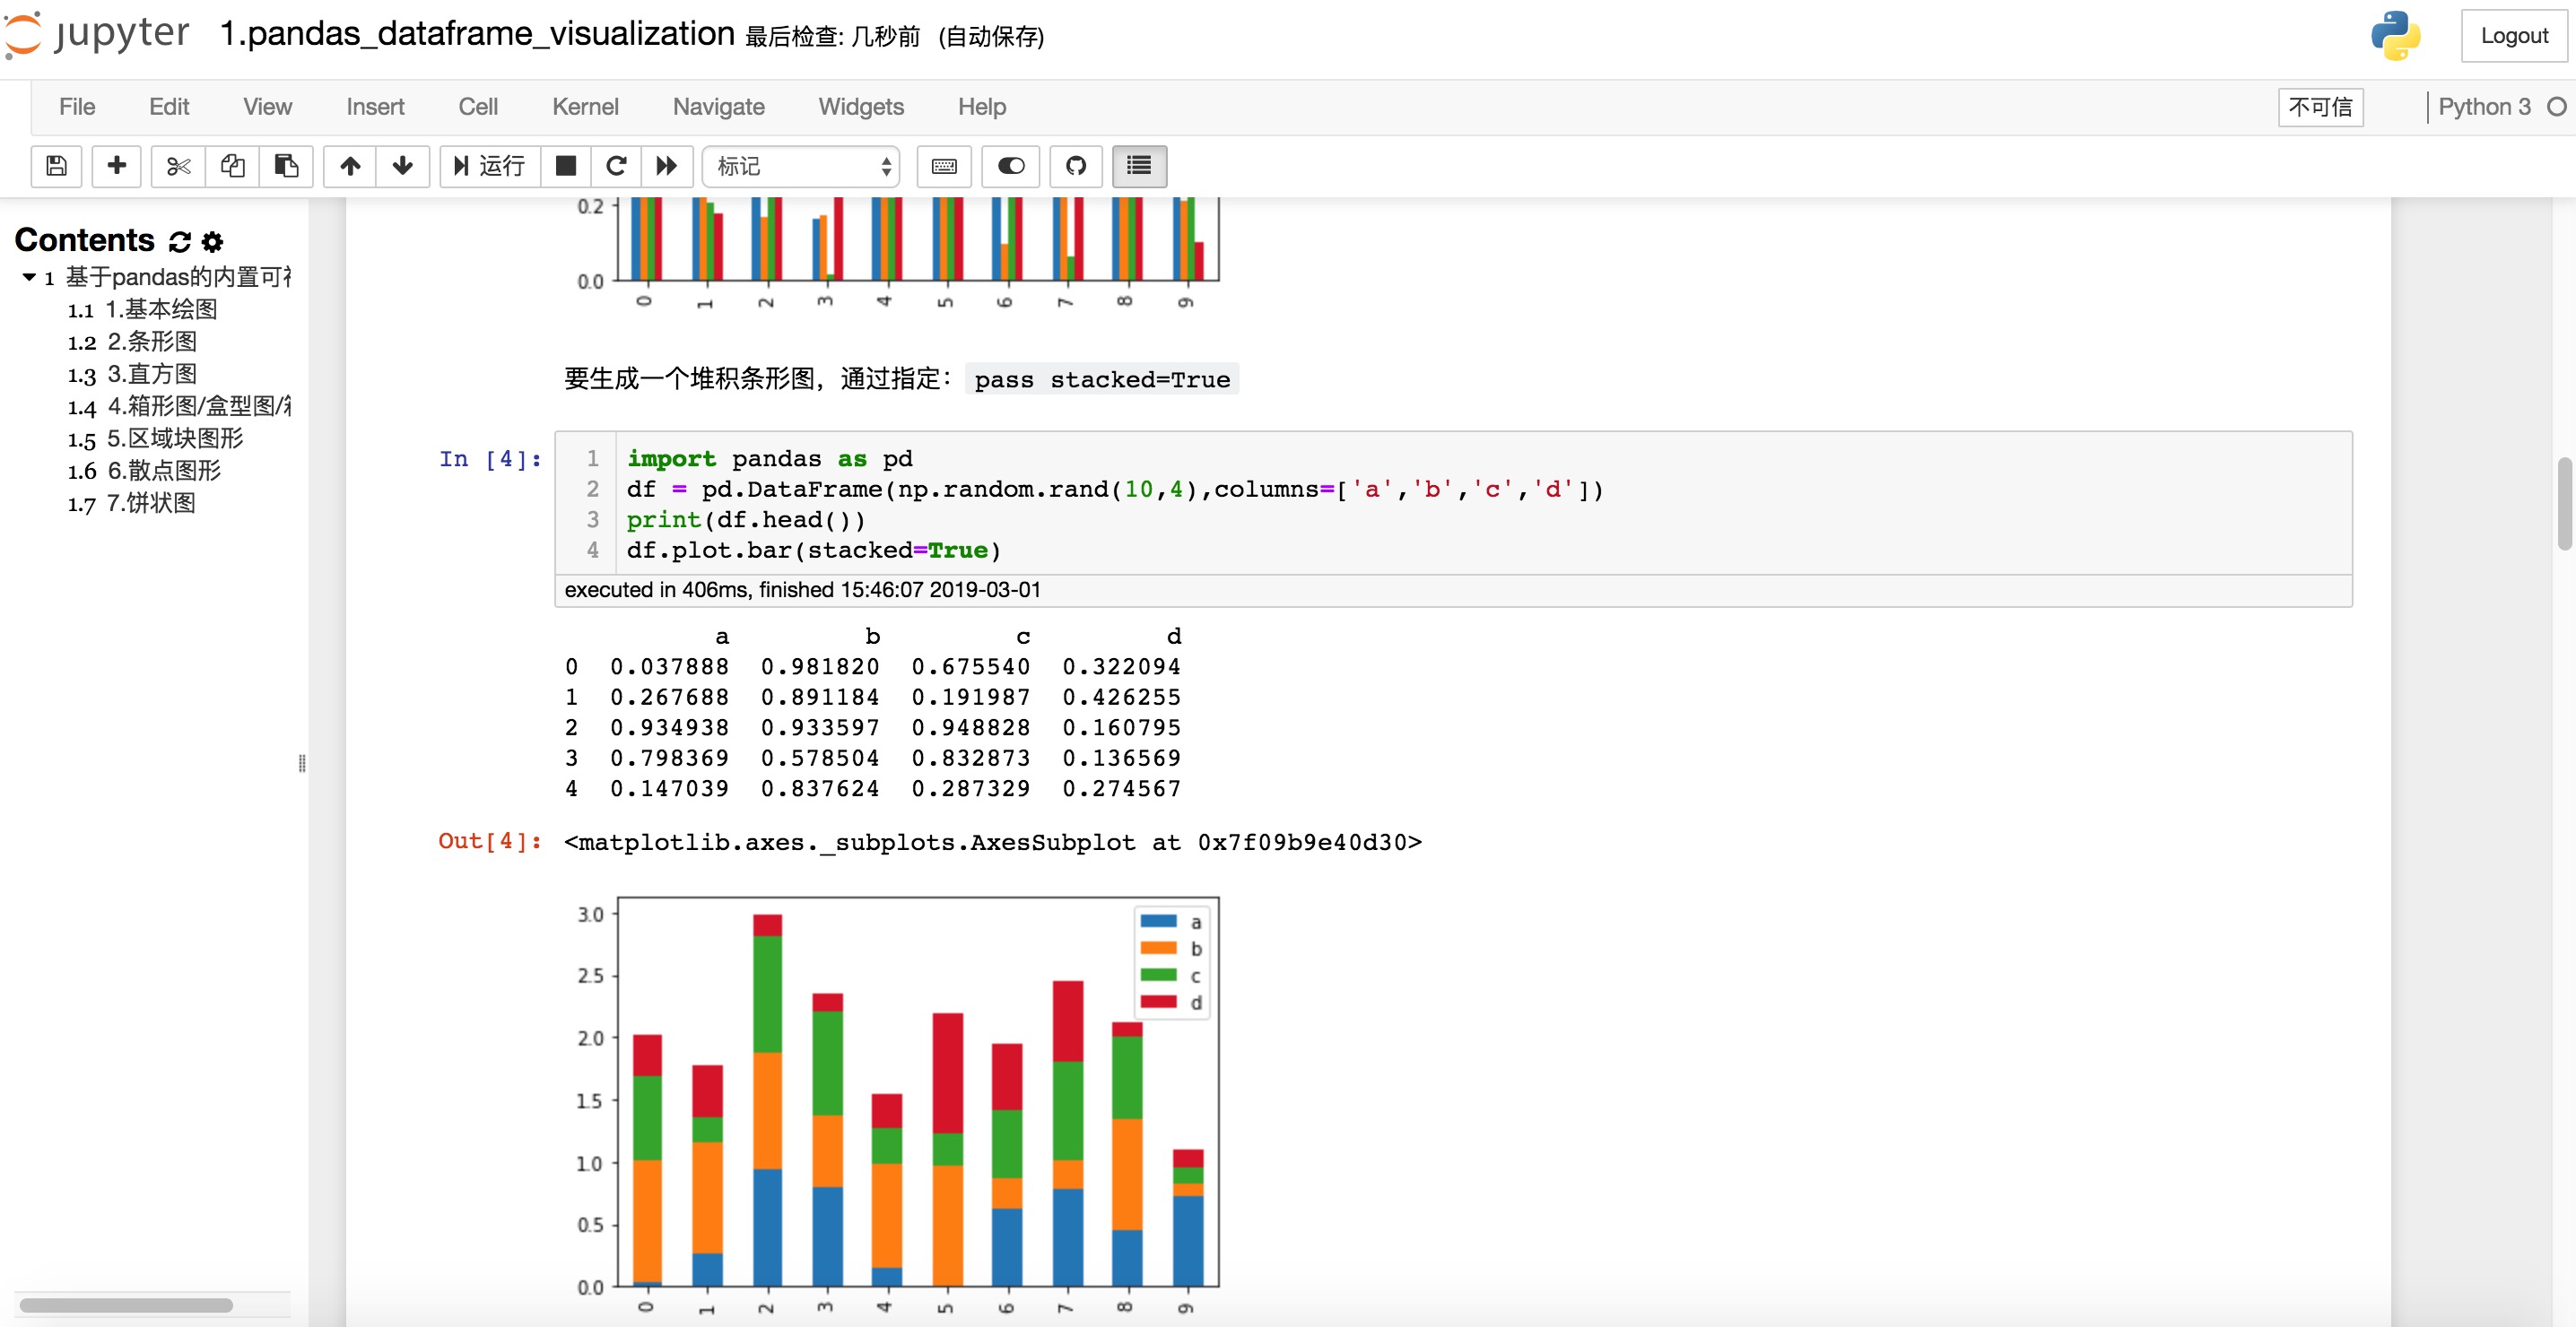 jupyter 1.pandas_dataframe_visualization 最后检查: 几秒前 (自动保存)
Logout
File Edit View Insert Cell Kernel Navigate Widgets Help
不可信
Python 3
运行
标记
Contents
1 基于pandas的内置可
1.1 1.基本绘图
1.2 2.条形图
1.3 3.直方图
1.4 4.箱形图/盒型图/
1.5 5.区域块图形
1.6 6.散点图形
1.7 7.饼状图
0.2
0.0
0 1 2 3 4 5 6 7 8 9
要生成一个堆积条形图，通过指定： pass stacked=True
In [4]:
1 import pandas as pd
2 df = pd.DataFrame(np.random.rand(10,4),columns=['a','b','c','d'])
3 print(df.head())
4 df.plot.bar(stacked=True)
executed in 406ms, finished 15:46:07 2019-03-01
a b c d
0 0.037888 0.981820 0.675540 0.322094
1 0.267688 0.891184 0.191987 0.426255
2 0.934938 0.933597 0.948828 0.160795
3 0.798369 0.578504 0.832873 0.136569
4 0.147039 0.837624 0.287329 0.274567
Out[4]: <matplotlib.axes._subplots.AxesSubplot at 0x7f09b9e40d30>
3.0
2.5
2.0
1.5
1.0
0.5
0.0
a
b
c
d
0 1 2 3 4 5 6 7 8 9